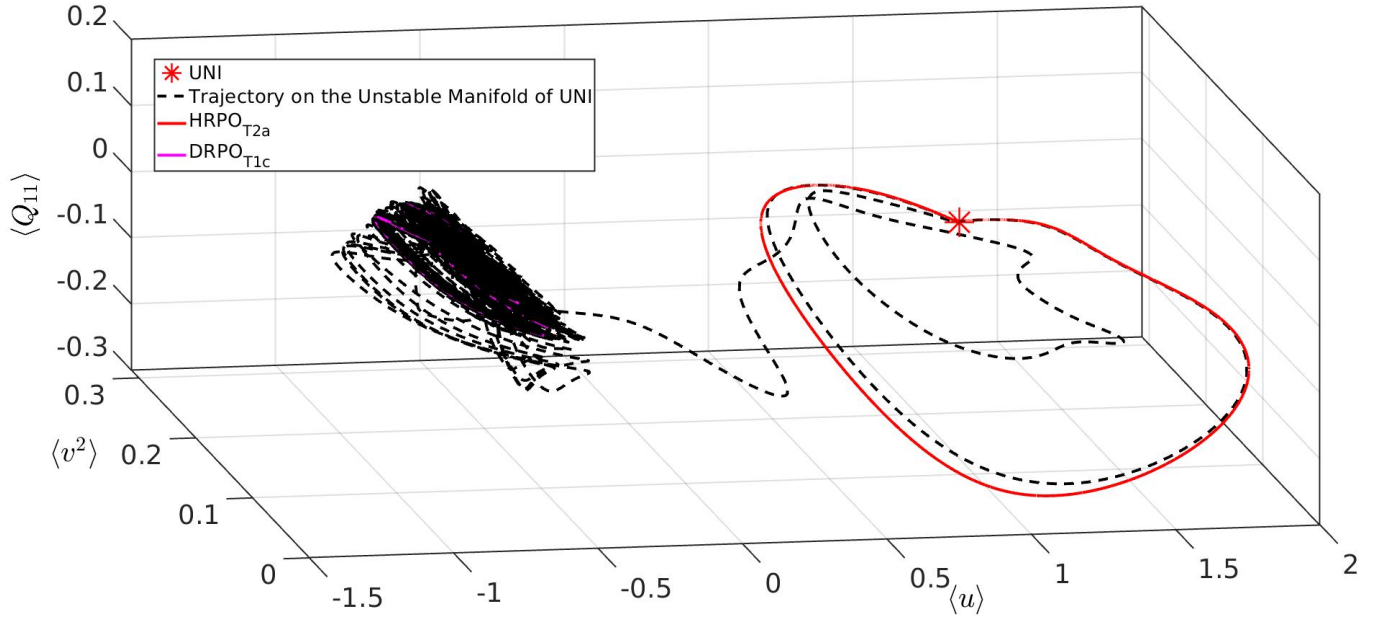 0.2
0.1
0
-0.1
-0.2
-0.3
⟨Q₁₁⟩
UNI
Trajectory on the Unstable Manifold of UNI
HRPO_T2a
DRPO_T1c
0.3
0.2
0.1
0
⟨v²⟩
-1.5
-1
-0.5
0
0.5
1
1.5
2
⟨u⟩